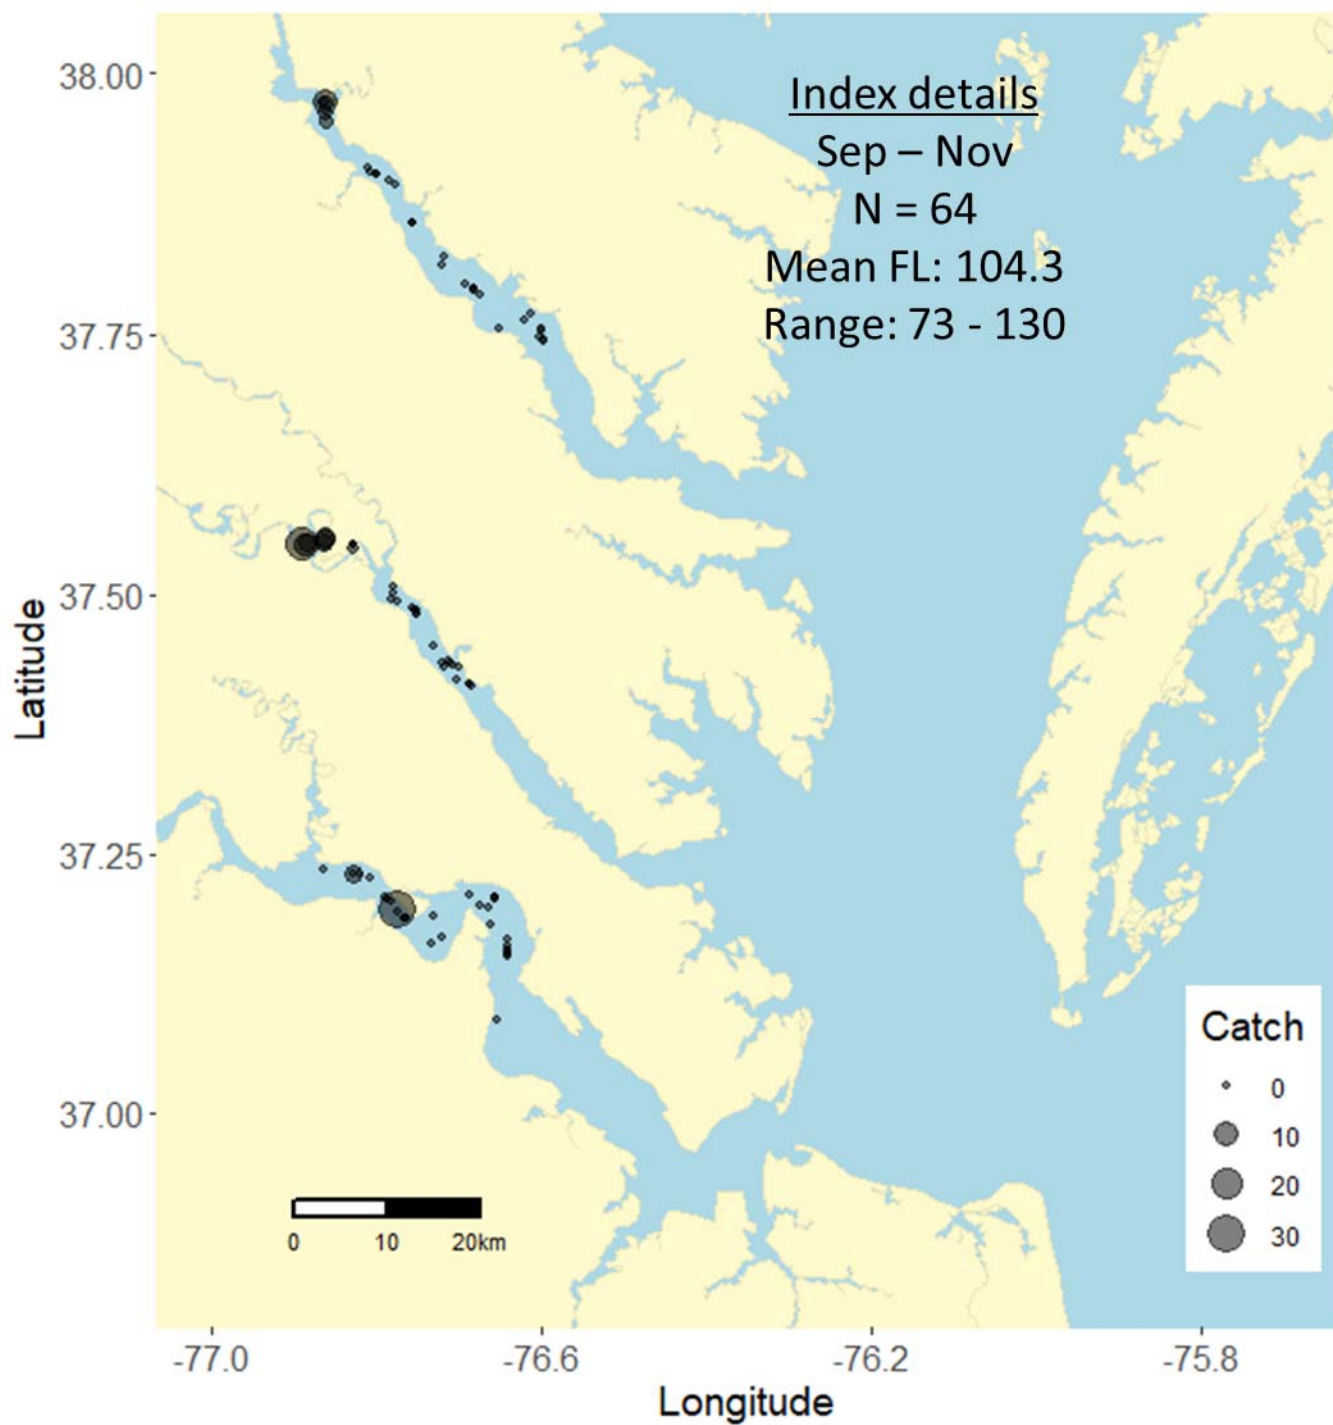 Index details
Sep – Nov
N = 64
Mean FL: 104.3
Range: 73 - 130
38.00
37.75
37.50
37.25
37.00
Latitude
0 10 20km
Catch
0
10
20
30
-77.0 -76.6 -76.2 -75.8
Longitude